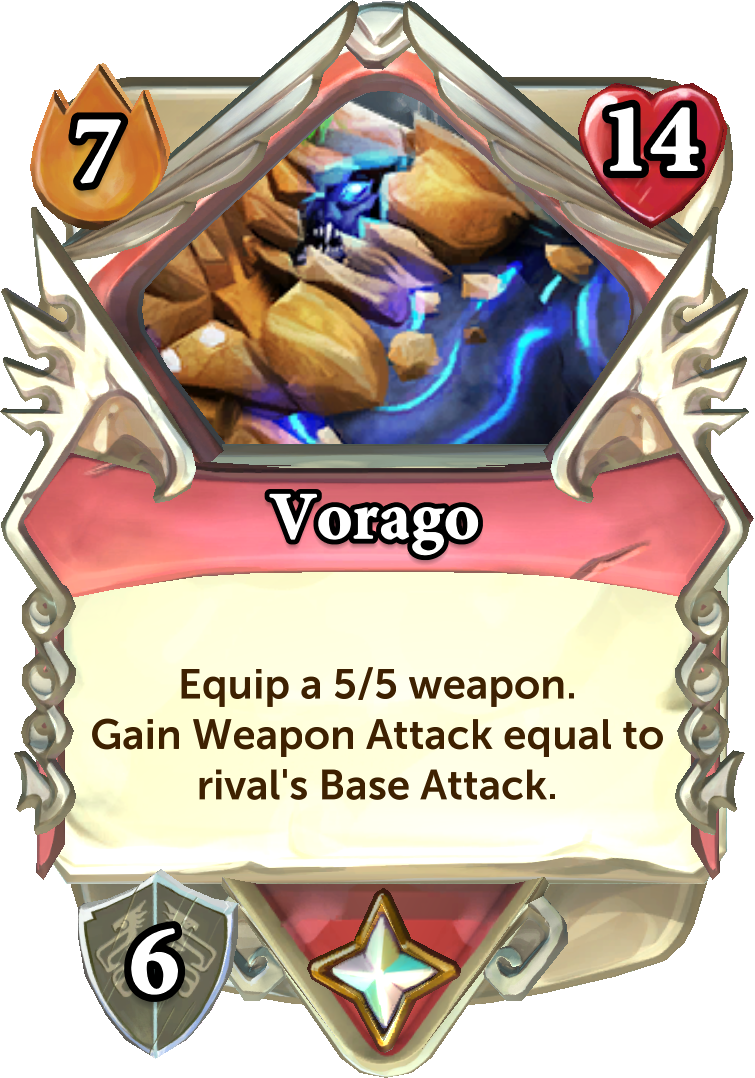 7
14
Vorago
Equip a 5/5 weapon.
Gain Weapon Attack equal to
rival's Base Attack.
6